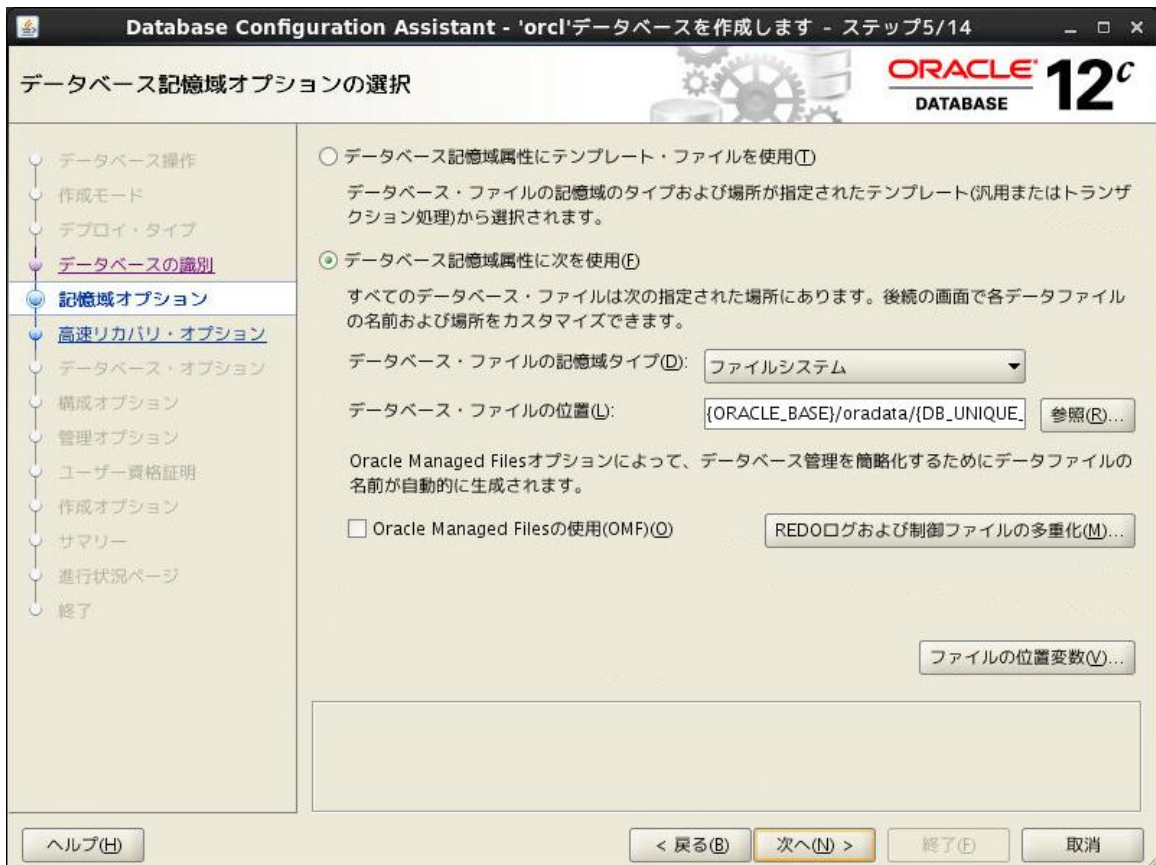 Database Configuration Assistant - 'orcl'データベースを作成します - ステップ5/14
データベース記憶域オプションの選択
ORACLE
DATABASE
12c
データベース操作
作成モード
デプロイ・タイプ
データベースの識別
記憶域オプション
高速リカバリ・オプション
データベース・オプション
構成オプション
管理オプション
ユーザー資格証明
作成オプション
サマリー
進行状況ページ
終了
データベース記憶域属性にテンプレート・ファイルを使用(T)
データベース・ファイルの記憶域のタイプおよび場所が指定されたテンプレート(汎用またはトランザ
クション処理)から選択されます。
データベース記憶域属性に次を使用(F)
すべてのデータベース・ファイルは次の指定された場所にあります。後続の画面で各データファイル
の名前および場所をカスタマイズできます。
データベース・ファイルの記憶域タイプ(D): ファイルシステム
データベース・ファイルの位置(L): {ORACLE_BASE}/oradata/{DB_UNIQUE_ 参照(R)...
Oracle Managed Filesオプションによって、データベース管理を簡略化するためにデータファイルの
名前が自動的に生成されます。
Oracle Managed Filesの使用(OMF)(O) REDOログおよび制御ファイルの多重化(M)...
ファイルの位置変数(V)...
ヘルプ(H) < 戻る(B) 次へ(N) > 終了(F) 取消